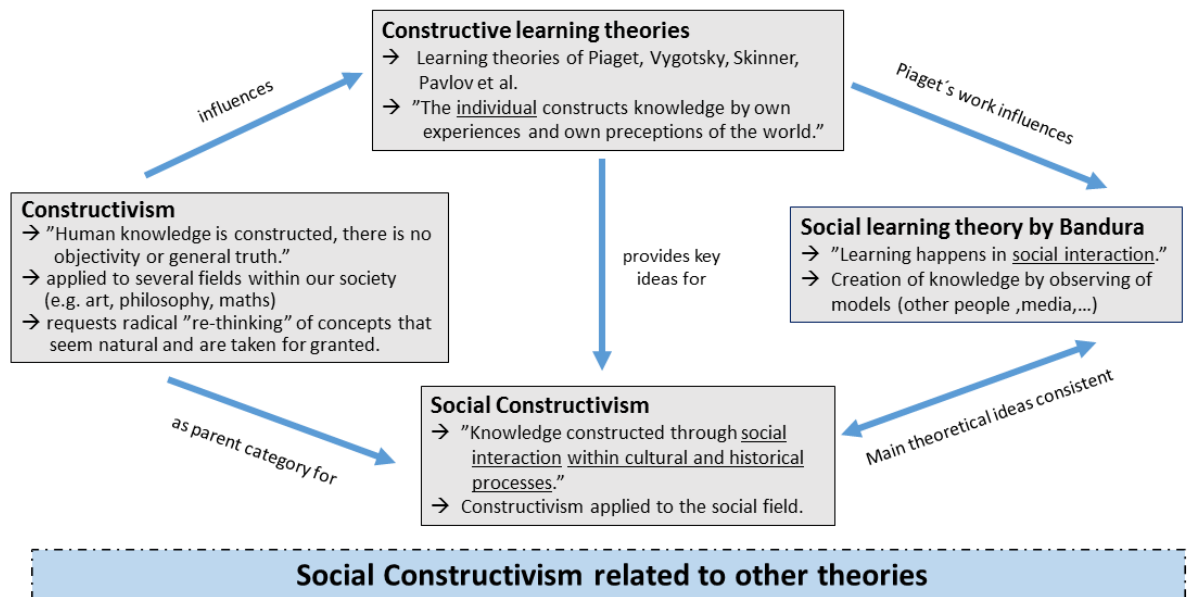 Constructive learning theories
→ Learning theories of Piaget, Vygotsky, Skinner,
Pavlov et al.
→ ”The individual constructs knowledge by own
experiences and own preceptions of the world.”
influences
Piaget´s work influences
Constructivism
→ ”Human knowledge is constructed, there is no
objectivity or general truth.”
→ applied to several fields within our society
(e.g. art, philosophy, maths)
→ requests radical ”re-thinking” of concepts that
seem natural and are taken for granted.
provides key
ideas for
Social learning theory by Bandura
→ ”Learning happens in social interaction.”
→ Creation of knowledge by observing of
models (other people ,media,…)
as parent category for
Social Constructivism
→ ”Knowledge constructed through social
interaction within cultural and historical
processes.”
→ Constructivism applied to the social field.
Main theoretical ideas consistent
Social Constructivism related to other theories